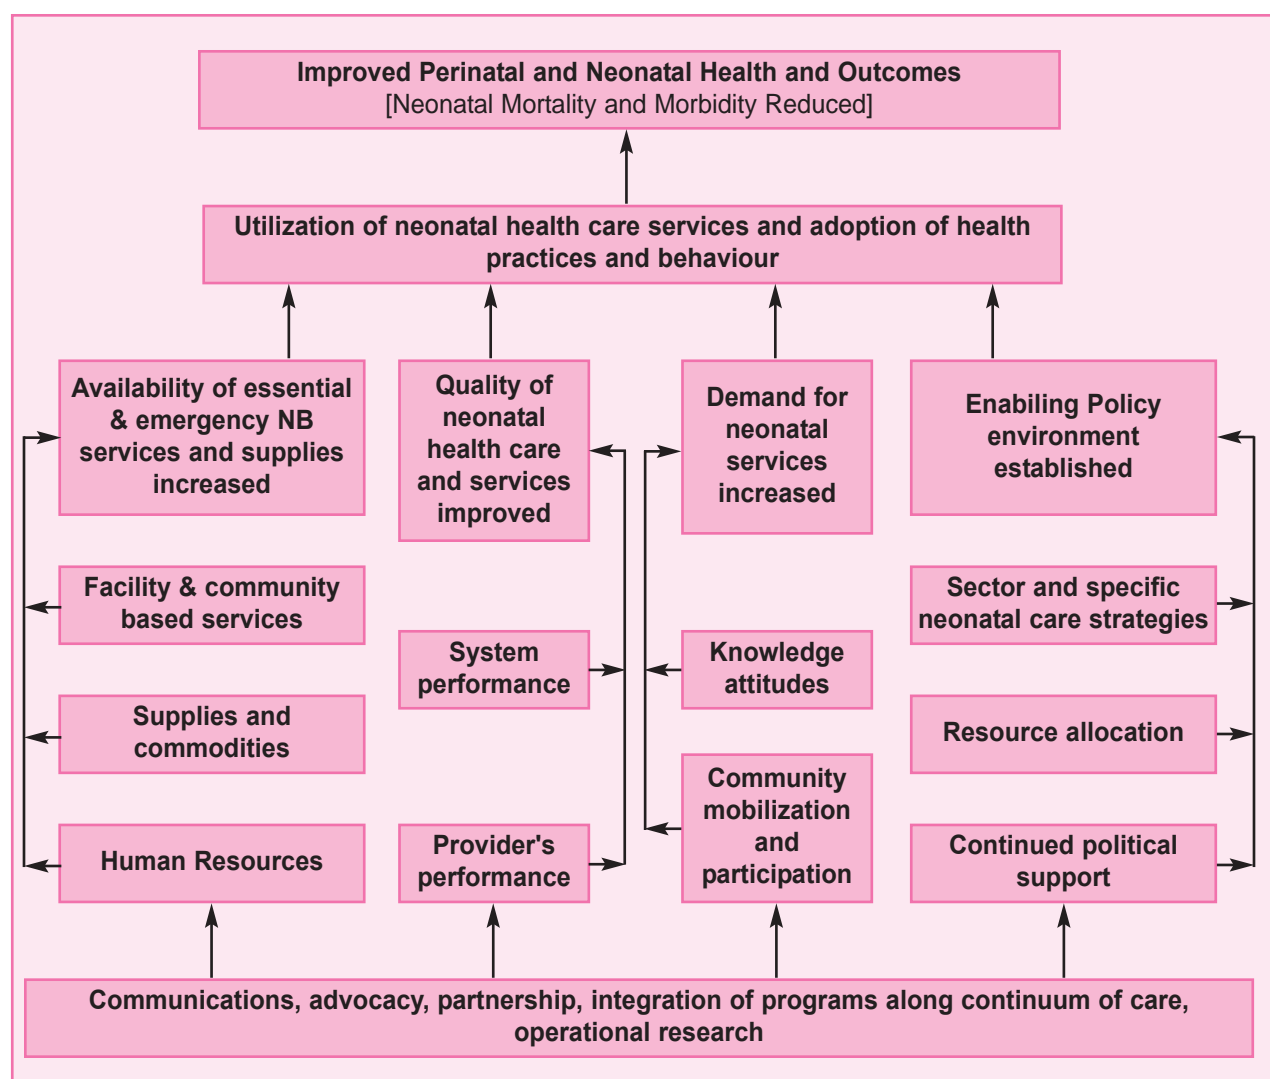 Improved Perinatal and Neonatal Health and Outcomes
[Neonatal Mortality and Morbidity Reduced]
Utilization of neonatal health care services and adoption of health
practices and behaviour
Availability of essential
& emergency NB
services and supplies
increased
Quality of
neonatal
health care
and services
improved
Demand for
neonatal
services
increased
Enabling Policy
environment
established
Facility & community
based services
System
performance
Knowledge
attitudes
Sector and specific
neonatal care strategies
Supplies and
commodities
Resource allocation
Human Resources
Provider's
performance
Community
mobilization
and
participation
Continued political
support
Communications, advocacy, partnership, integration of programs along continuum of care,
operational research